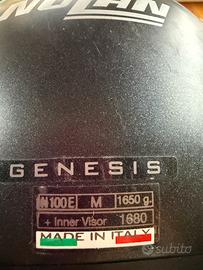 NOLAN
GENESIS
N100E M 1650 g.
+ Inner Visor 1680
MADE IN ITALY
subito